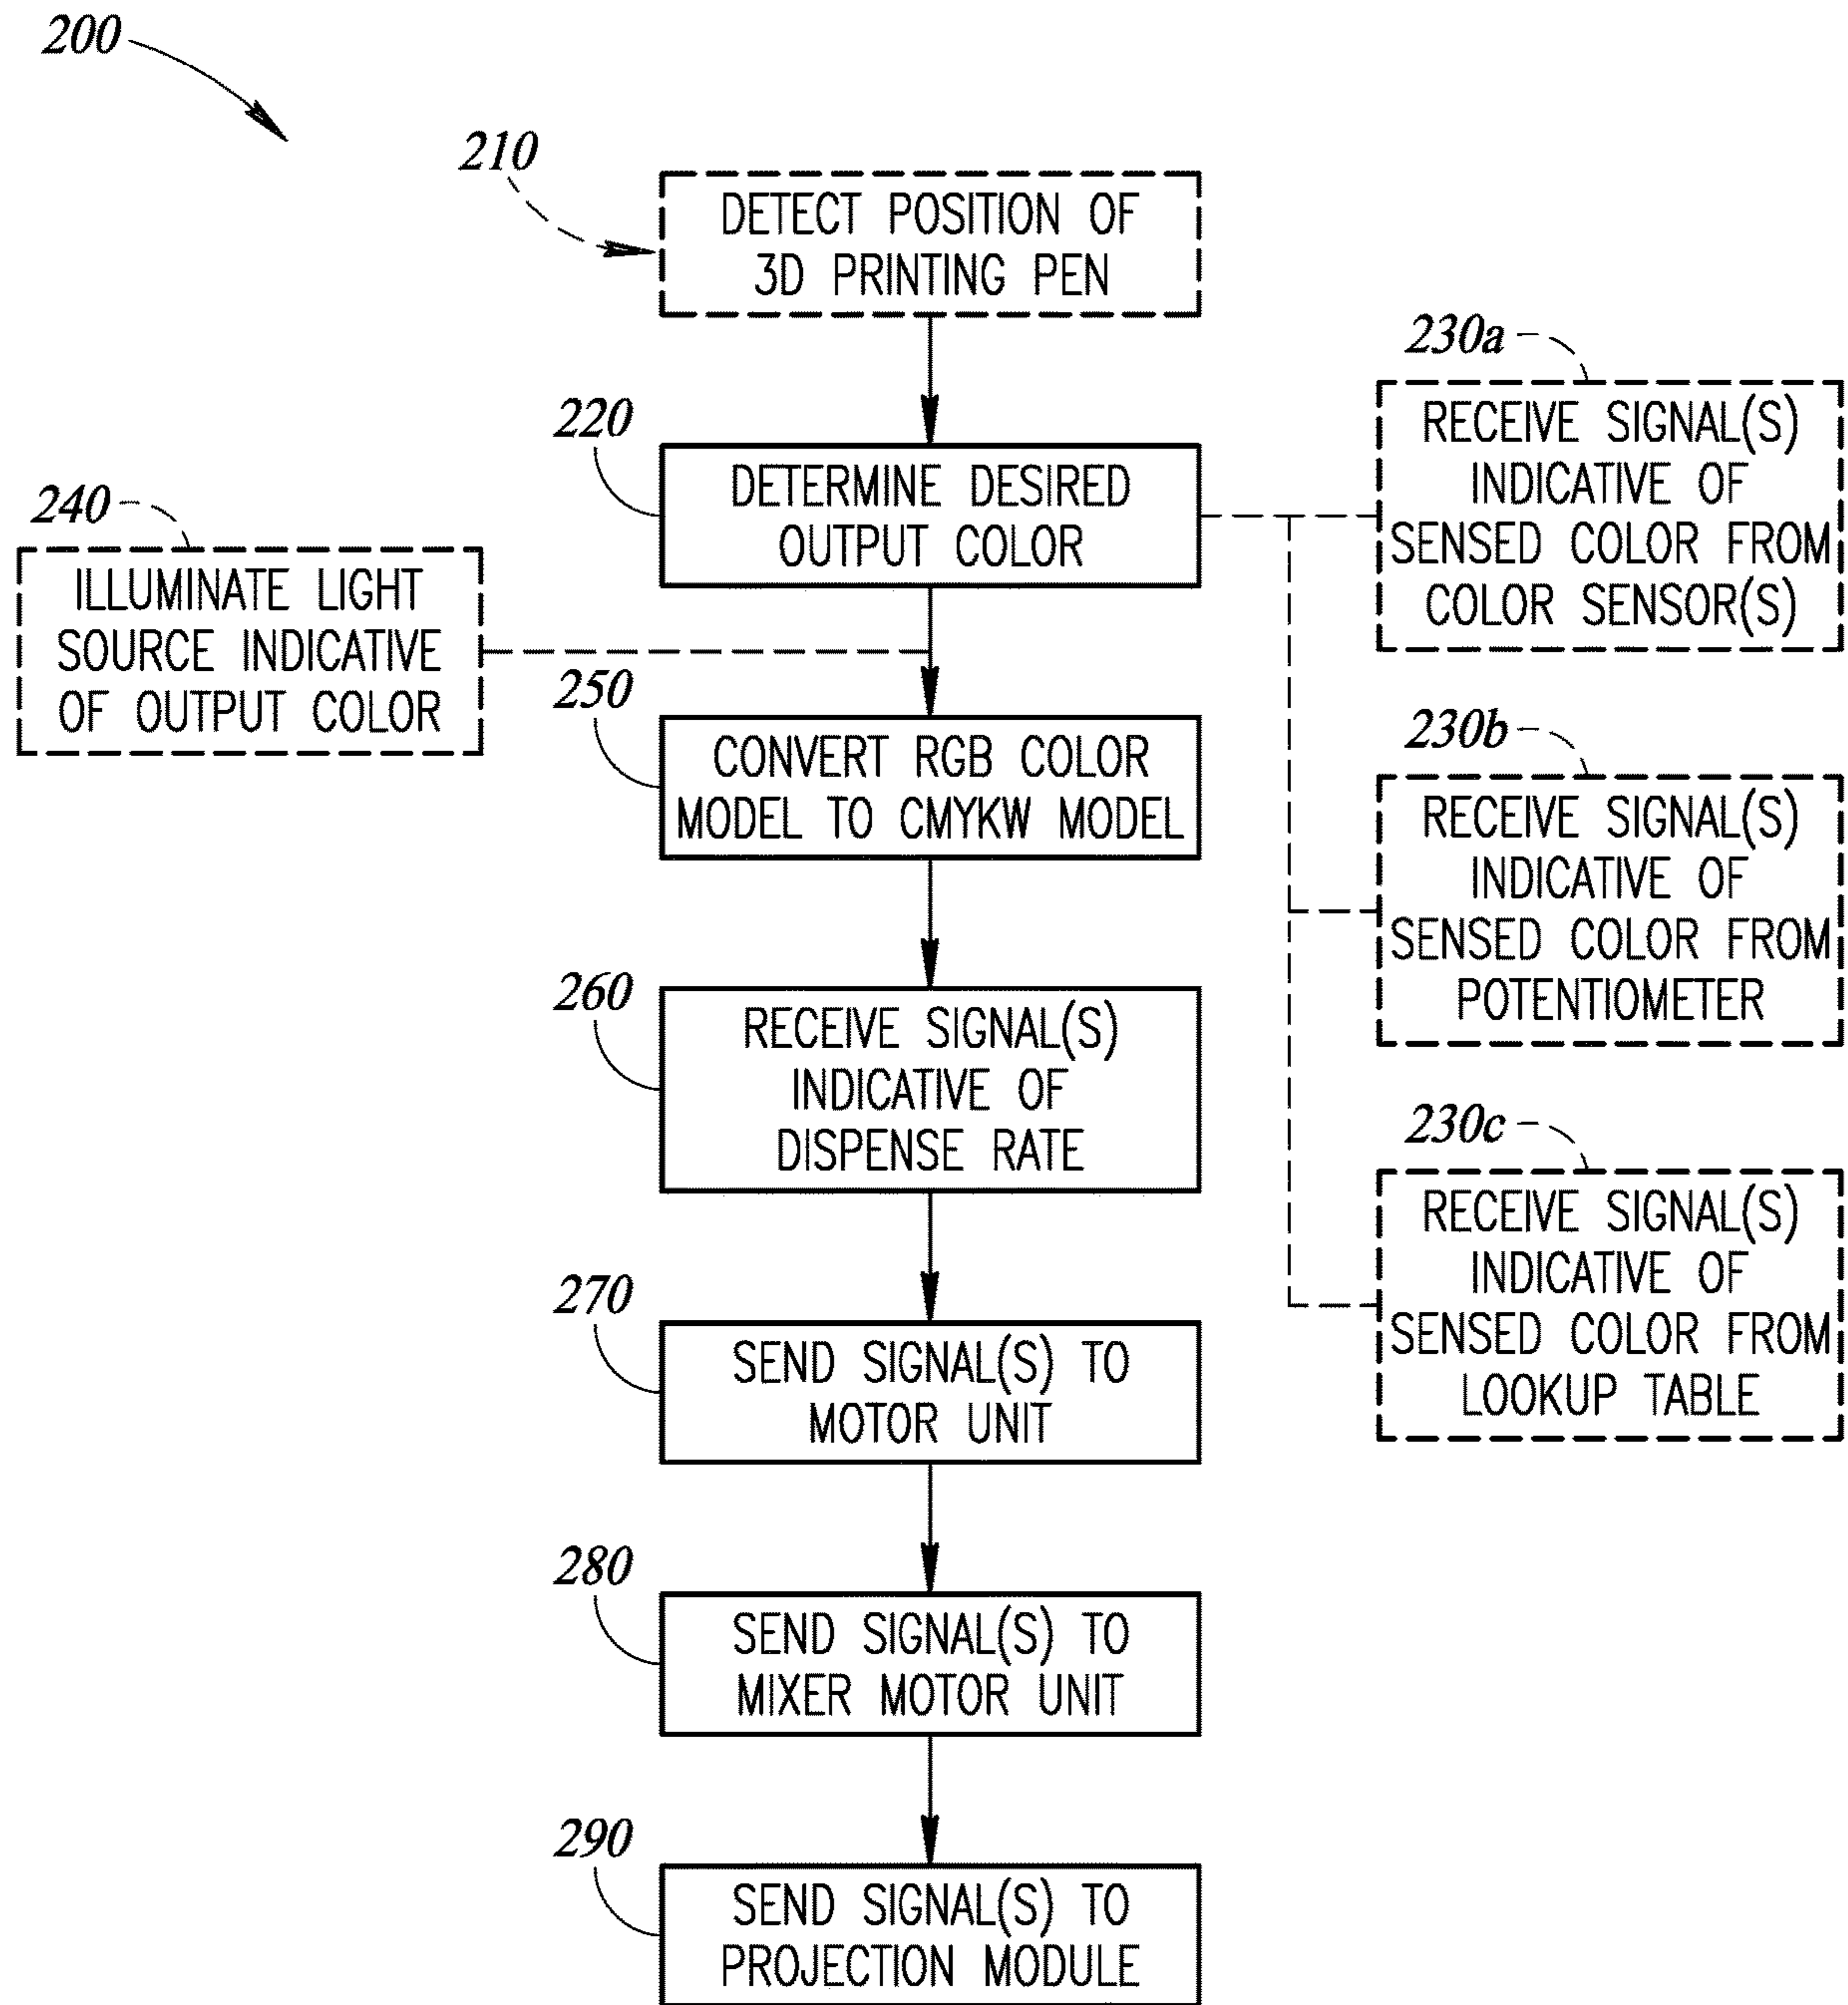 200
210
DETECT POSITION OF
3D PRINTING PEN
220
DETERMINE DESIRED
OUTPUT COLOR
230a
RECEIVE SIGNAL(S)
INDICATIVE OF
SENSED COLOR FROM
COLOR SENSOR(S)
240
ILLUMINATE LIGHT
SOURCE INDICATIVE
OF OUTPUT COLOR
250
CONVERT RGB COLOR
MODEL TO CMYKW MODEL
230b
RECEIVE SIGNAL(S)
INDICATIVE OF
SENSED COLOR FROM
POTENTIOMETER
260
RECEIVE SIGNAL(S)
INDICATIVE OF
DISPENSE RATE
230c
RECEIVE SIGNAL(S)
INDICATIVE OF
SENSED COLOR FROM
LOOKUP TABLE
270
SEND SIGNAL(S) TO
MOTOR UNIT
280
SEND SIGNAL(S) TO
MIXER MOTOR UNIT
290
SEND SIGNAL(S) TO
PROJECTION MODULE